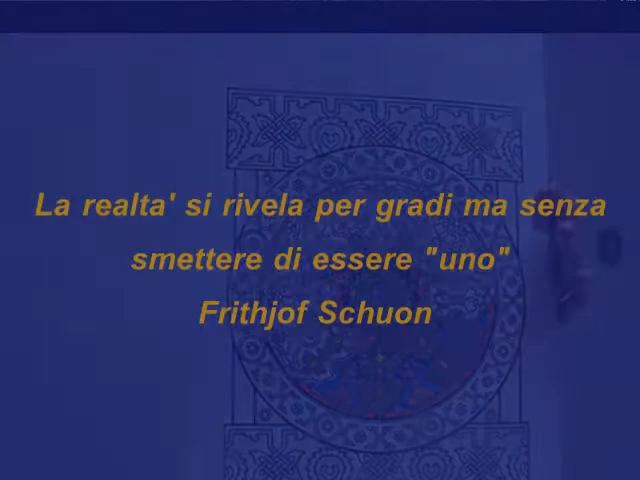 La realta' si rivela per gradi ma senza
smettere di essere "uno"
Frithjof Schuon